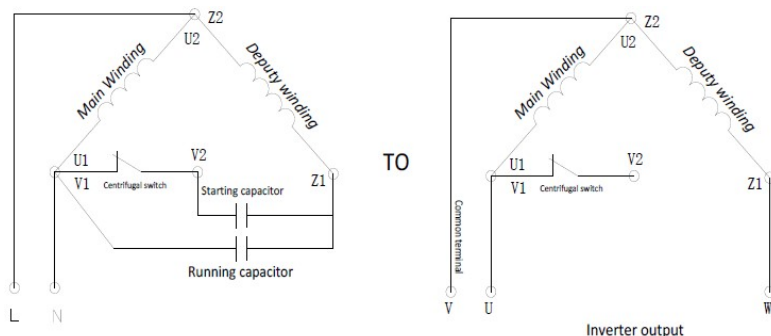 Z2
U2
Main Winding
Deputy winding
U1
V1
Centrifugal switch
V2
Starting capacitor
Z1
Running capacitor
L
N
TO
Z2
U2
Main Winding
Deputy winding
U1
V1
Centrifugal switch
V2
Z1
Common terminal
V
U
W
Inverter output